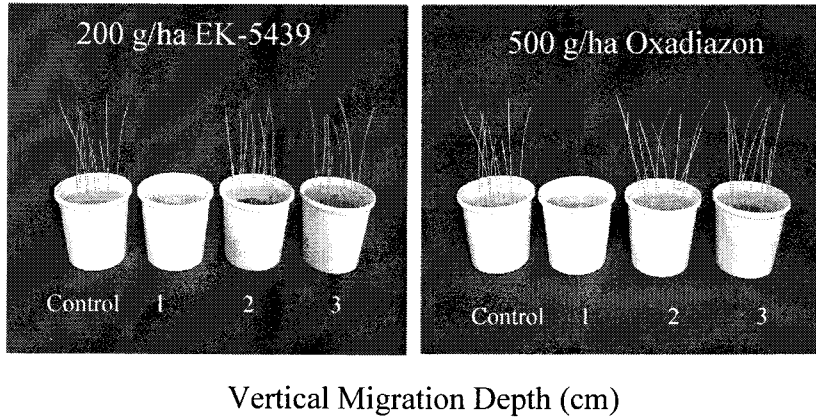 200 g/ha EK-5439
500 g/ha Oxadiazon
Control 1 2 3
Control 1 2 3
Vertical Migration Depth (cm)